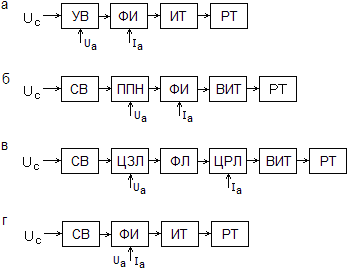 а
Uc УВ ФИ ИТ РТ
Ua Ia
б
Uc СВ ППН ФИ ВИТ РТ
Ua Ia
в
Uc СВ ЦЗЛ ФЛ ЦРЛ ВИТ РТ
Ua Ia
г
Uc СВ ФИ ИТ РТ
Ua Ia